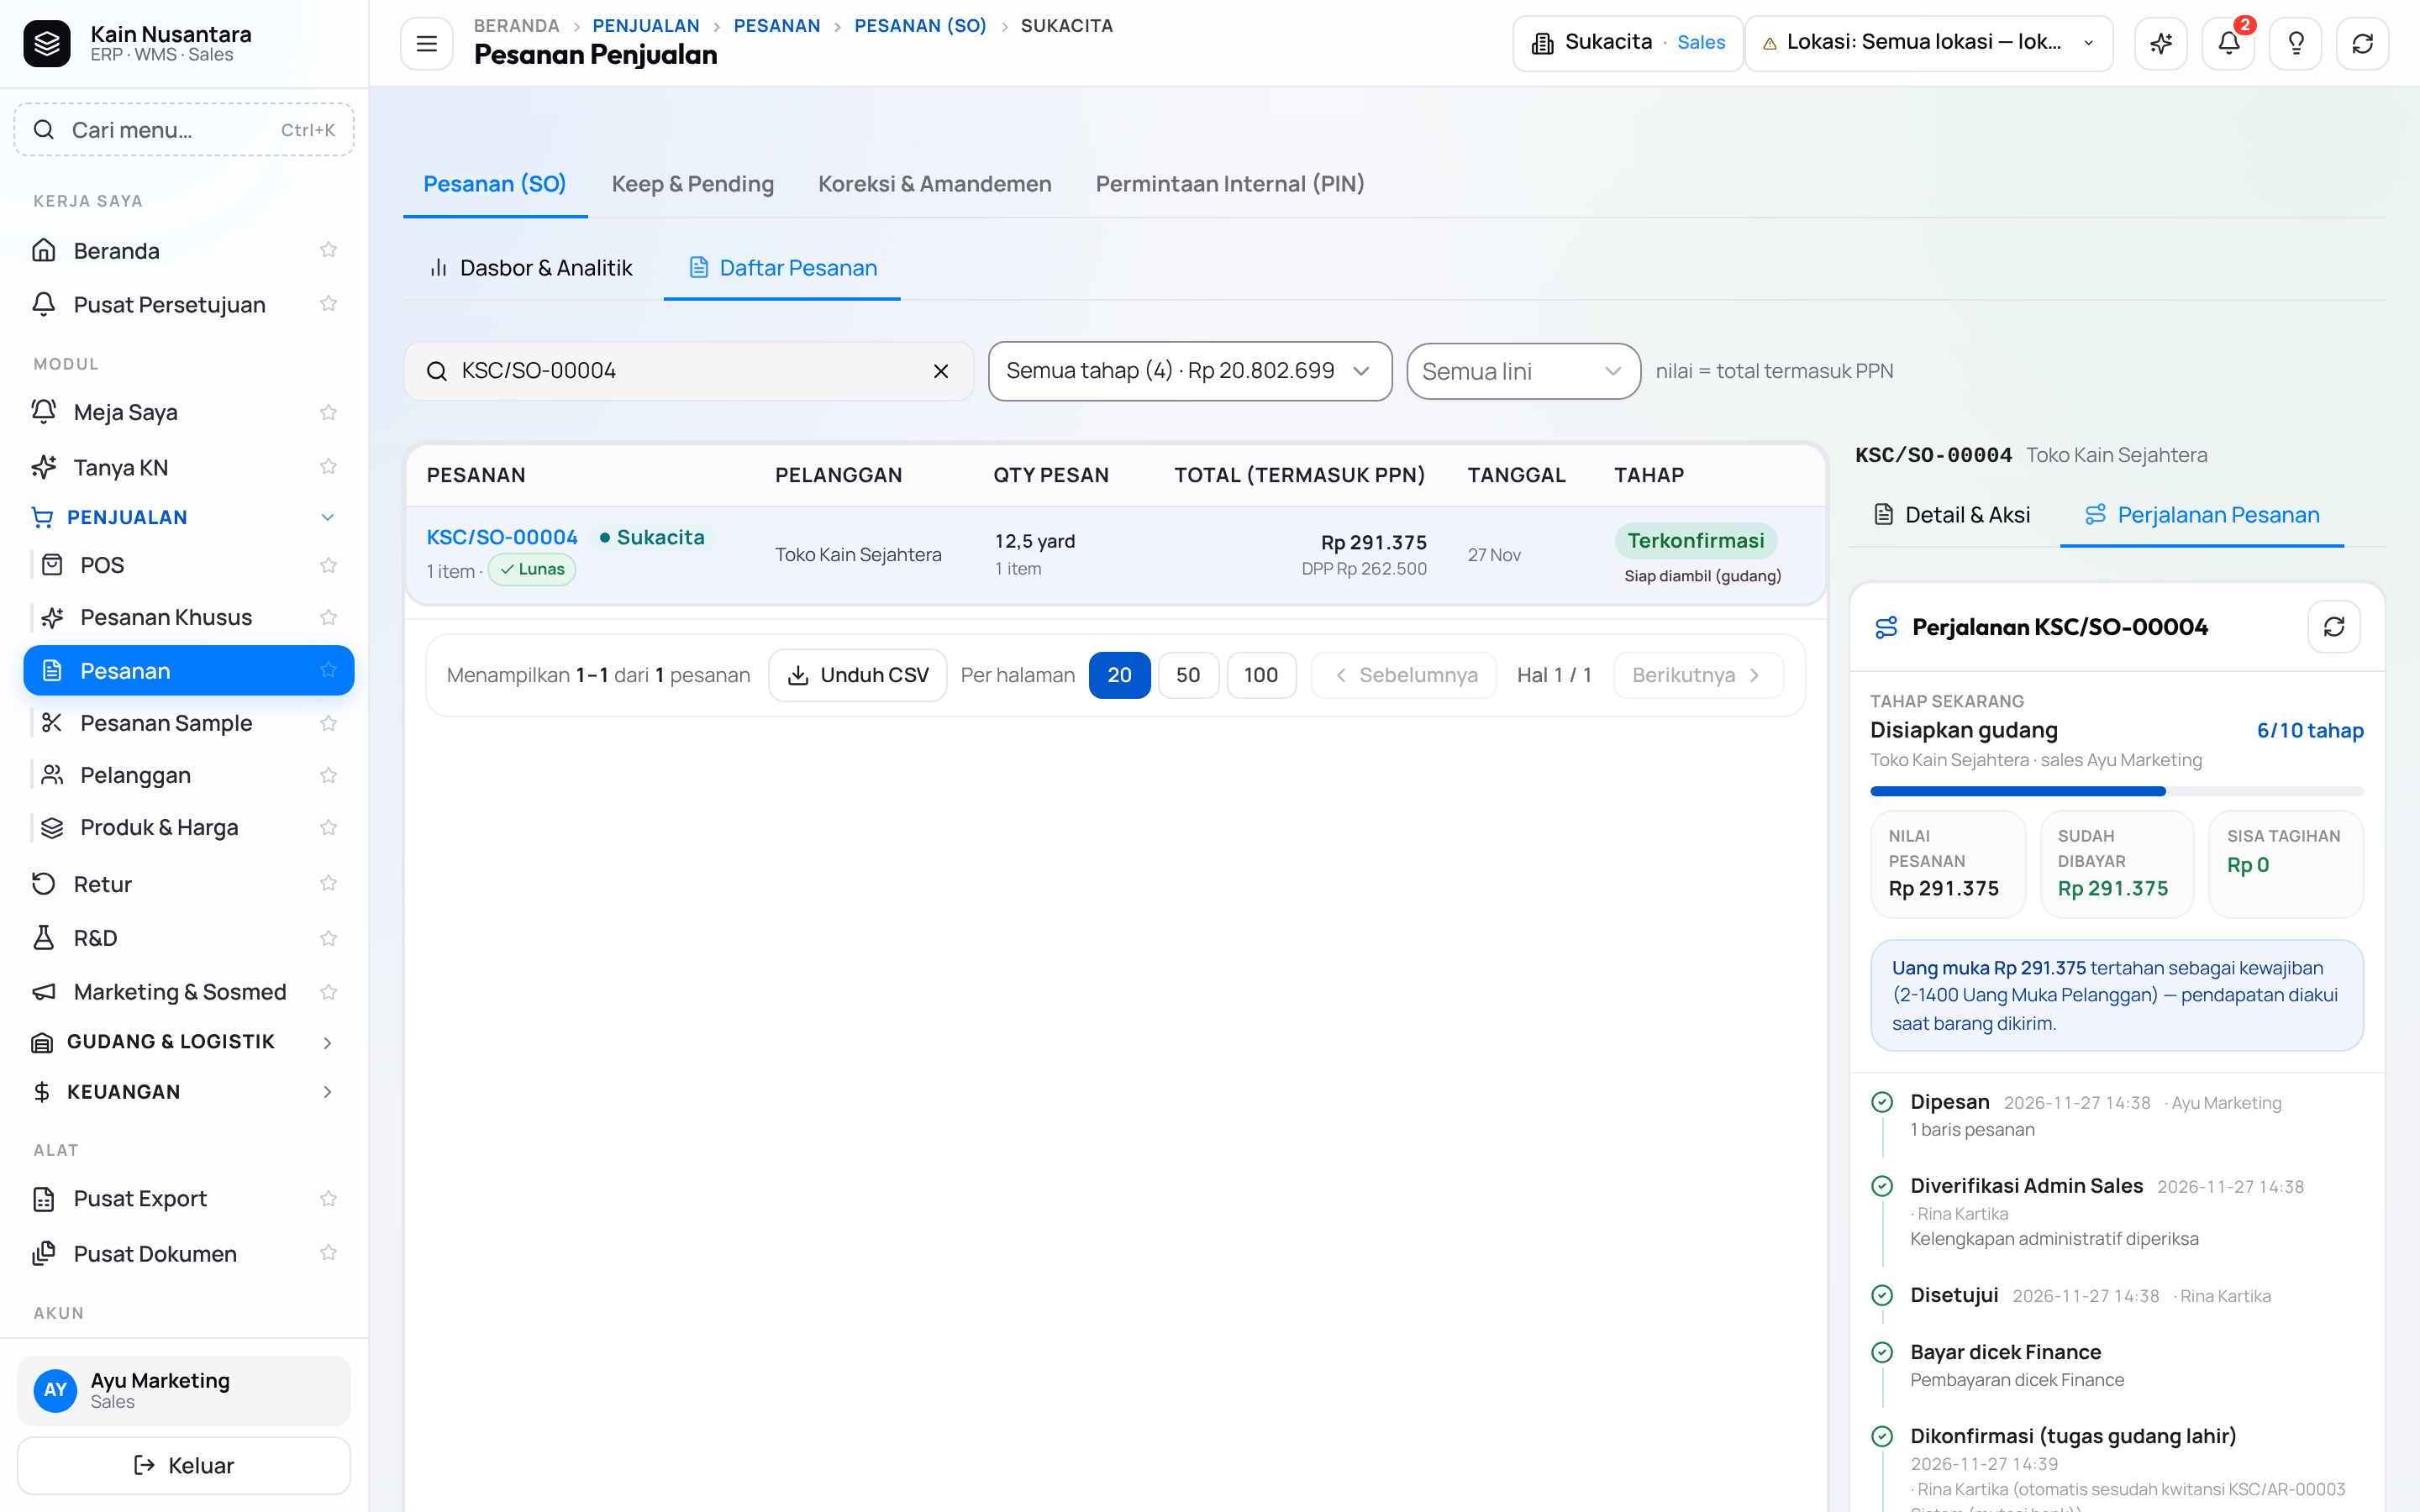 Kain Nusantara
ERP · WMS · Sales
Cari menu... Ctrl+K
KERJA SAYA
Beranda
Pusat Persetujuan
MODUL
Meja Saya
Tanya KN
PENJUALAN
POS
Pesanan Khusus
Pesanan
Pesanan Sample
Pelanggan
Produk & Harga
Retur
R&D
Marketing & Sosmed
GUDANG & LOGISTIK
KEUANGAN
ALAT
Pusat Export
Pusat Dokumen
AKUN
AY Ayu Marketing
Sales
Keluar
BERANDA > PENJUALAN > PESANAN > PESANAN (SO) > SUKACITA
Pesanan Penjualan
Sukacita · Sales
Lokasi: Semua lokasi — lok...
2
Pesanan (SO) Keep & Pending Koreksi & Amandemen Permintaan Internal (PIN)
Dasbor & Analitik Daftar Pesanan
KSC/SO-00004
Semua tahap (4) · Rp 20.802.699
Semua lini
nilai = total termasuk PPN
PESANAN PELANGGAN QTY PESAN TOTAL (TERMASUK PPN) TANGGAL TAHAP
KSC/SO-00004 • Sukacita
1 item · ✓ Lunas
Toko Kain Sejahtera
12,5 yard
1 item
Rp 291.375
DPP Rp 262.500
27 Nov
Terkonfirmasi
Siap diambil (gudang)
Menampilkan 1–1 dari 1 pesanan Unduh CSV Per halaman 20 50 100 Sebelumnya Hal 1 / 1 Berikutnya
KSC/SO-00004 Toko Kain Sejahtera
Detail & Aksi Perjalanan Pesanan
Perjalanan KSC/SO-00004
TAHAP SEKARANG
Disiapkan gudang 6/10 tahap
Toko Kain Sejahtera · sales Ayu Marketing
NILAI PESANAN
Rp 291.375
SUDAH DIBAYAR
Rp 291.375
SISA TAGIHAN
Rp 0
Uang muka Rp 291.375 tertahan sebagai kewajiban
(2-1400 Uang Muka Pelanggan) — pendapatan diakui
saat barang dikirim.
Dipesan 2026-11-27 14:38 · Ayu Marketing
1 baris pesanan
Diverifikasi Admin Sales 2026-11-27 14:38
· Rina Kartika
Kelengkapan administratif diperiksa
Disetujui 2026-11-27 14:38 · Rina Kartika
Bayar dicek Finance
Pembayaran dicek Finance
Dikonfirmasi (tugas gudang lahir)
2026-11-27 14:39
· Rina Kartika (otomatis sesudah kwitansi KSC/AR-00003